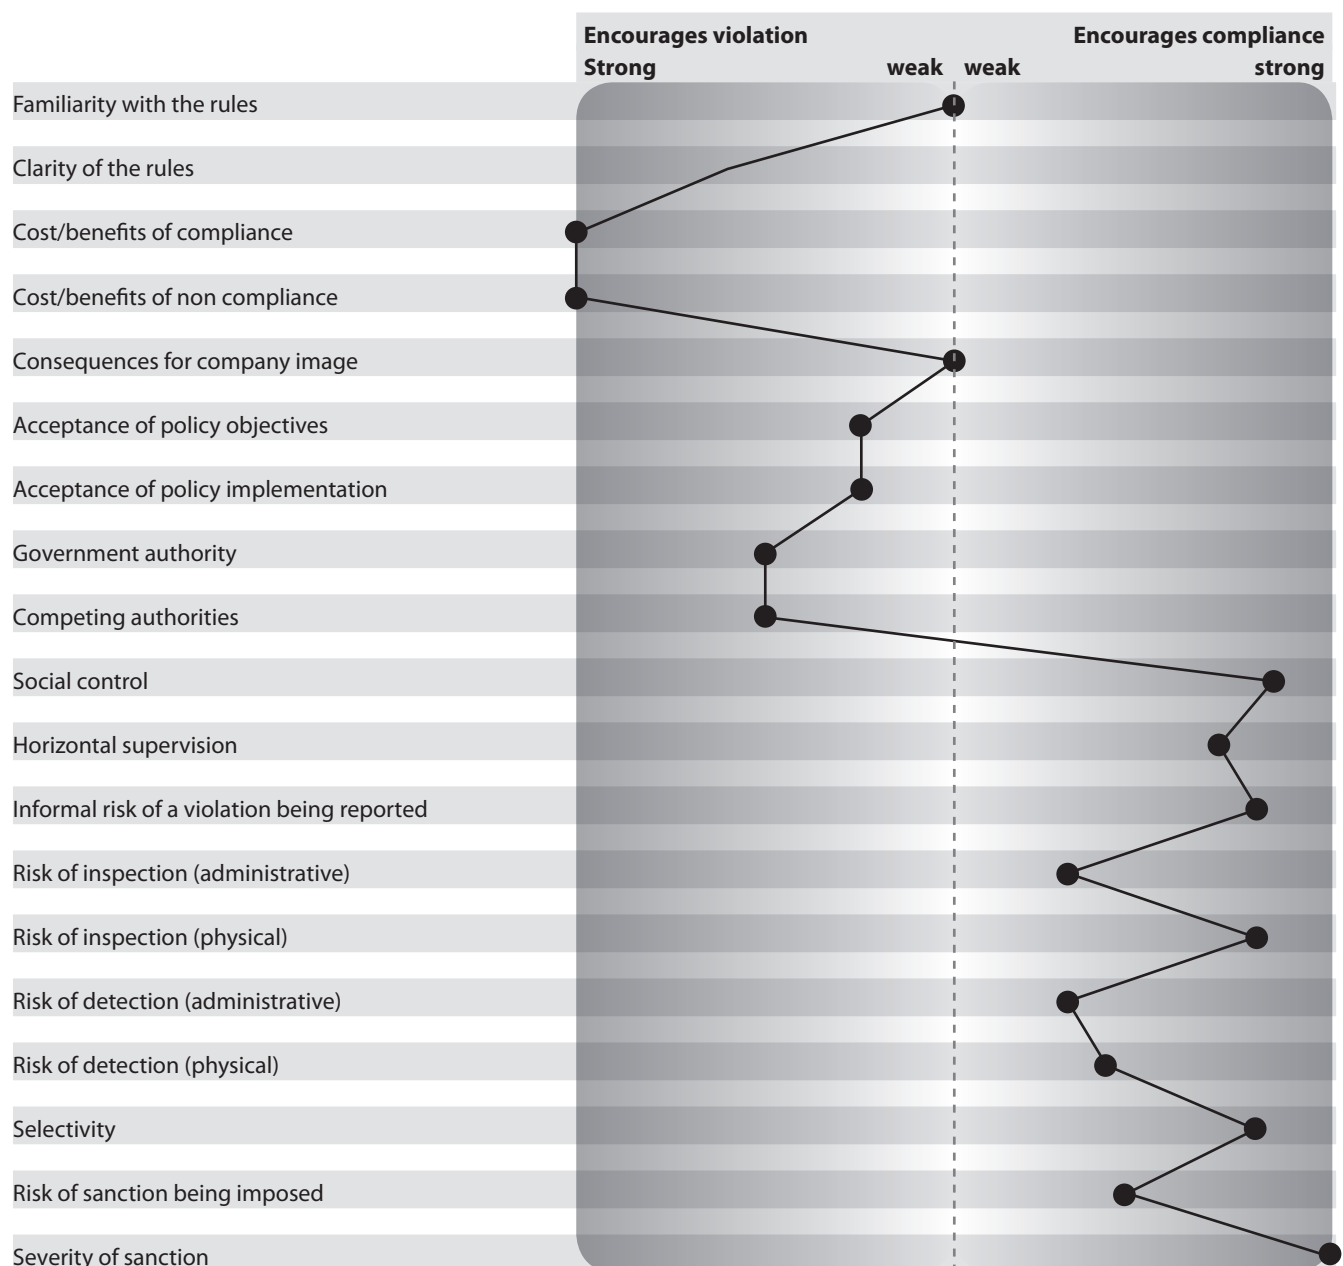 Encourages violation Encourages compliance
Strong weak weak strong
Familiarity with the rules
Clarity of the rules
Cost/benefits of compliance
Cost/benefits of non compliance
Consequences for company image
Acceptance of policy objectives
Acceptance of policy implementation
Government authority
Competing authorities
Social control
Horizontal supervision
Informal risk of a violation being reported
Risk of inspection (administrative)
Risk of inspection (physical)
Risk of detection (administrative)
Risk of detection (physical)
Selectivity
Risk of sanction being imposed
Severity of sanction